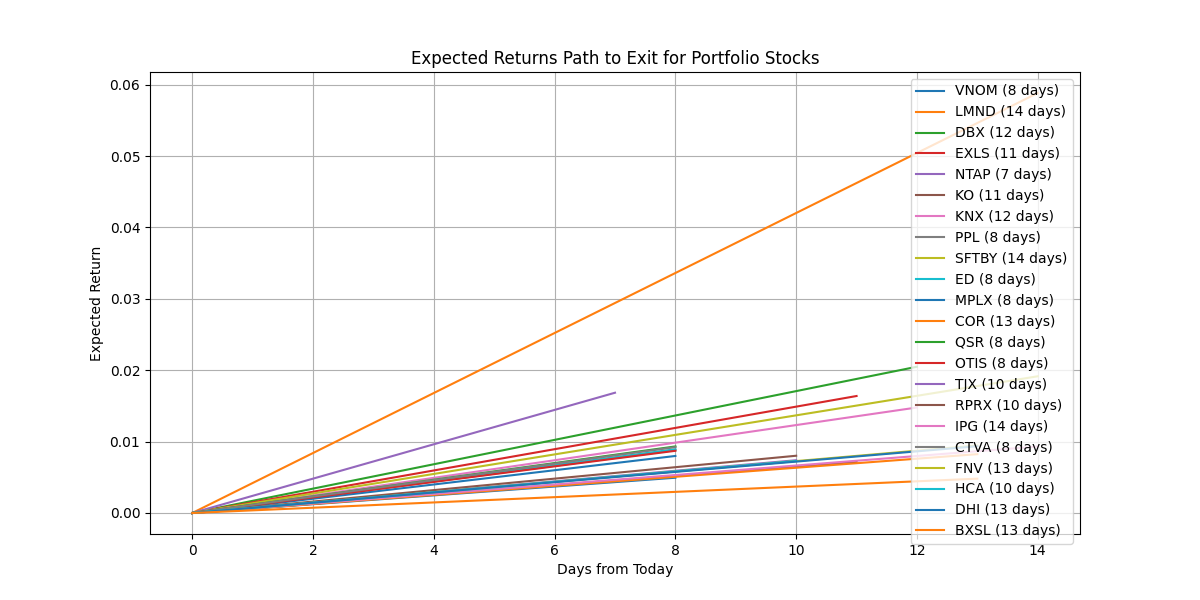 Expected Returns Path to Exit for Portfolio Stocks
0.06
0.05
0.04
0.03
0.02
0.01
0.00
Expected Return
VNOM (8 days)
LMND (14 days)
DBX (12 days)
EXLS (11 days)
NTAP (7 days)
KO (11 days)
KNX (12 days)
PPL (8 days)
SFTBY (14 days)
ED (8 days)
MPLX (8 days)
COR (13 days)
QSR (8 days)
OTIS (8 days)
TJX (10 days)
RPRX (10 days)
IPG (14 days)
CTVA (8 days)
FNV (13 days)
HCA (10 days)
DHI (13 days)
BXSL (13 days)
0 2 4 6 8 10 12 14
Days from Today